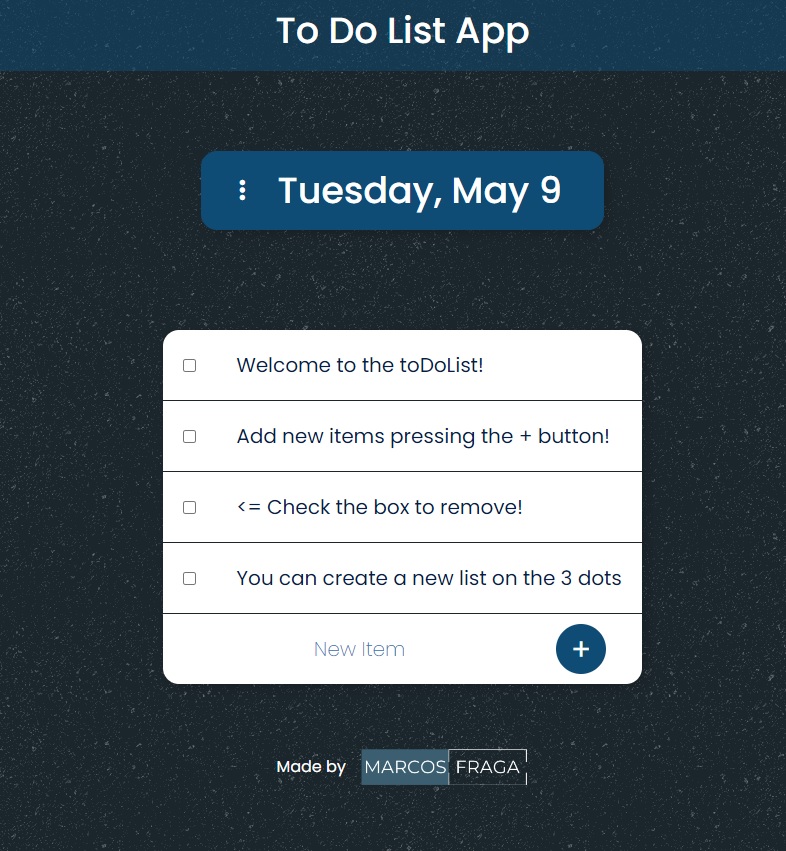 To Do List App
Tuesday, May 9
Welcome to the toDoList!
Add new items pressing the + button!
<= Check the box to remove!
You can create a new list on the 3 dots
New Item +
Made by MARCOS FRAGA